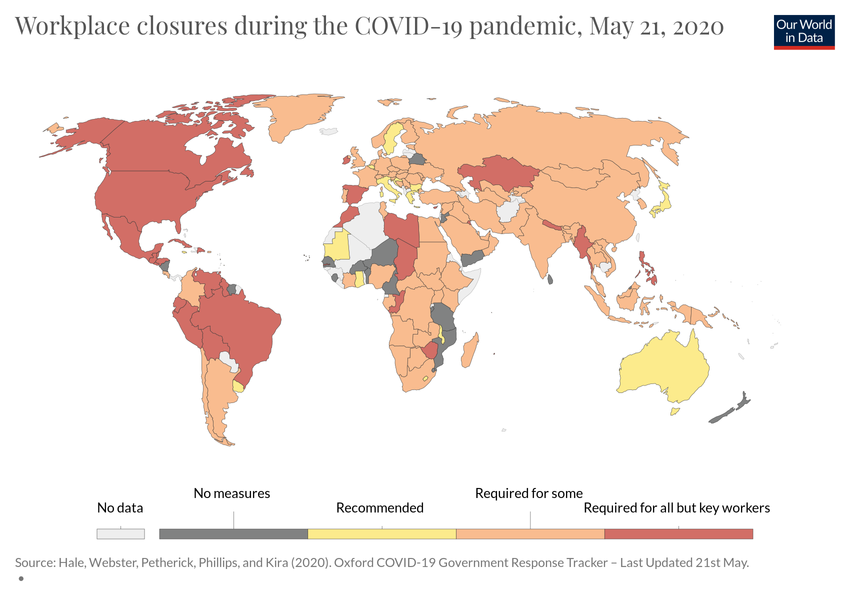 Workplace closures during the COVID-19 pandemic, May 21, 2020
Our World
in Data
No data
No measures
Recommended
Required for some
Required for all but key workers
Source: Hale, Webster, Petherick, Phillips, and Kira (2020). Oxford COVID-19 Government Response Tracker – Last Updated 21st May.